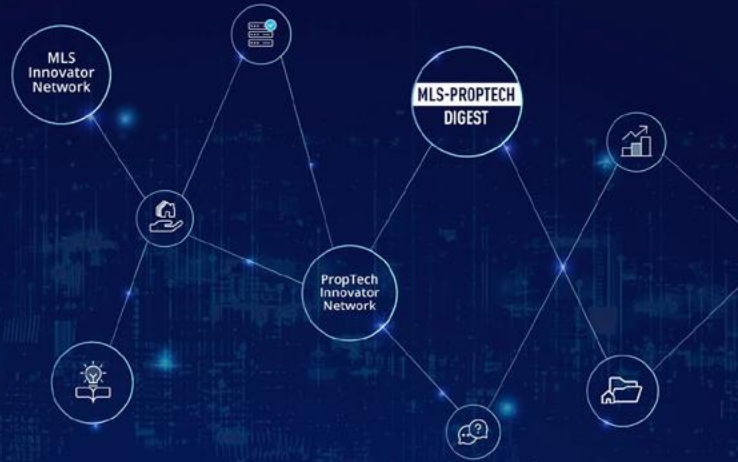 MLS
Innovator
Network
MLS-PROPTECH
DIGEST
PropTech
Innovator
Network
?